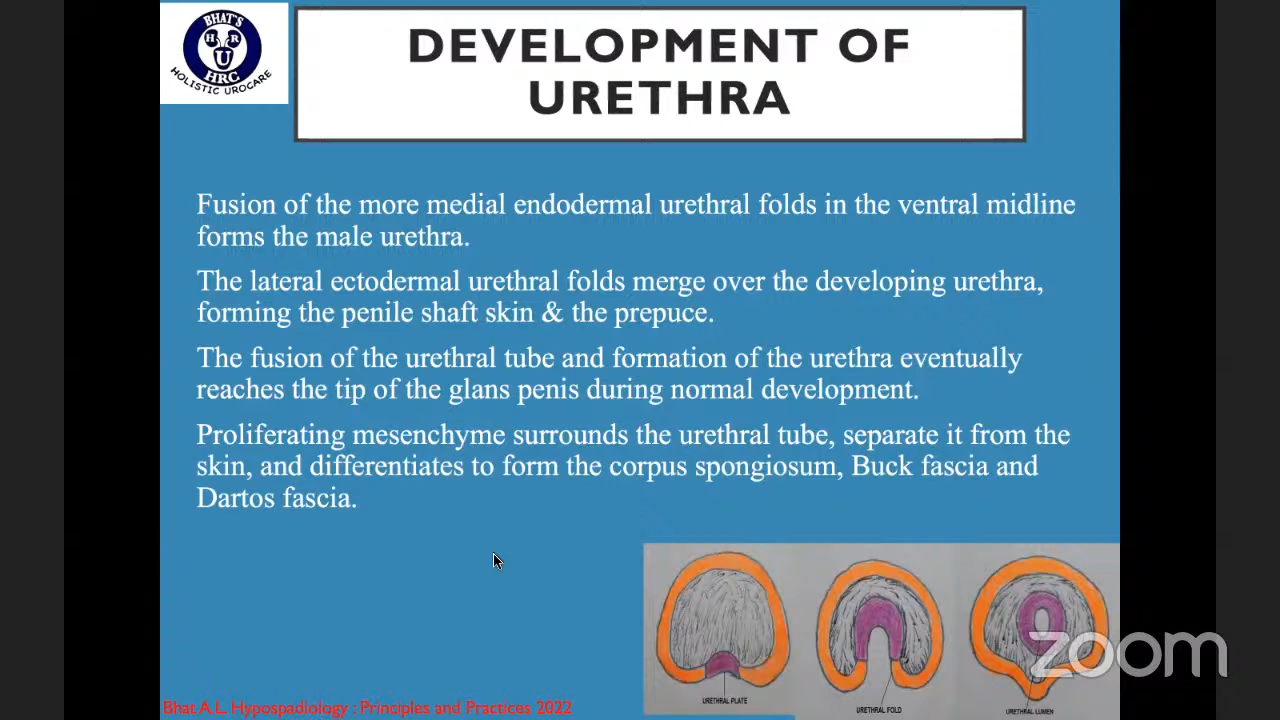 BHAT'S
H R
U
HRC
HOLISTIC UROCARE
DEVELOPMENT OF
URETHRA
Fusion of the more medial endodermal urethral folds in the ventral midline
forms the male urethra.
The lateral ectodermal urethral folds merge over the developing urethra,
forming the penile shaft skin & the prepuce.
The fusion of the urethral tube and formation of the urethra eventually
reaches the tip of the glans penis during normal development.
Proliferating mesenchyme surrounds the urethral tube, separate it from the
skin, and differentiates to form the corpus spongiosum, Buck fascia and
Dartos fascia.
URETHRAL PLATE
URETHRAL FOLD
URETHRAL LUMEN
zoom
Bhat A.L. Hypospadiology : Principles and Practices 2022